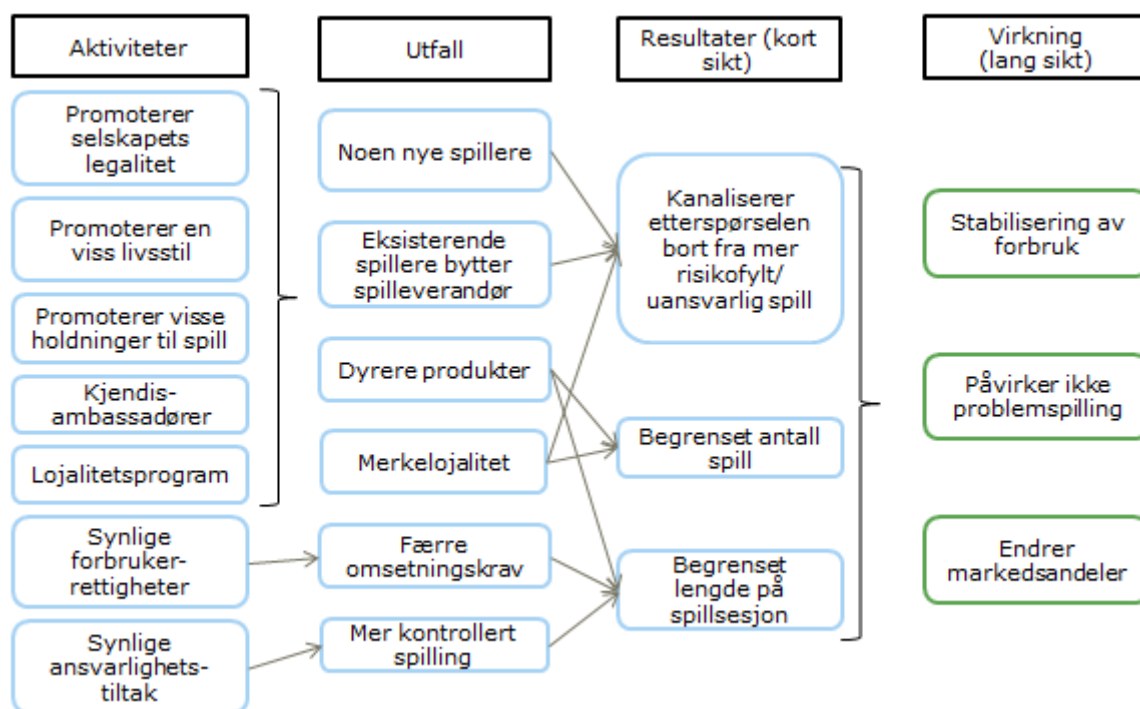 Aktiviteter
Promoterer
selskapets
legalitet
Promoterer en
viss livsstil
Promoterer visse
holdninger til spill
Kjendis-
ambassadører
Lojalitetsprogram
Synlige
forbruker-
rettigheter
Synlige
ansvarlighets-
tiltak
Utfall
Noen nye spillere
Eksisterende
spillere bytter
spilleverandør
Dyrere produkter
Merkelojalitet
Færre
omsetningskrav
Mer kontrollert
spilling
Resultater (kort
sikt)
Kanaliserer
etterspørselen
bort fra mer
risikofylt/
uansvarlig spill
Begrenset antall
spill
Begrenset
lengde på
spillsesjon
Virkning
(lang sikt)
Stabilisering av
forbruk
Påvirker ikke
problemspilling
Endrer
markedsandeler